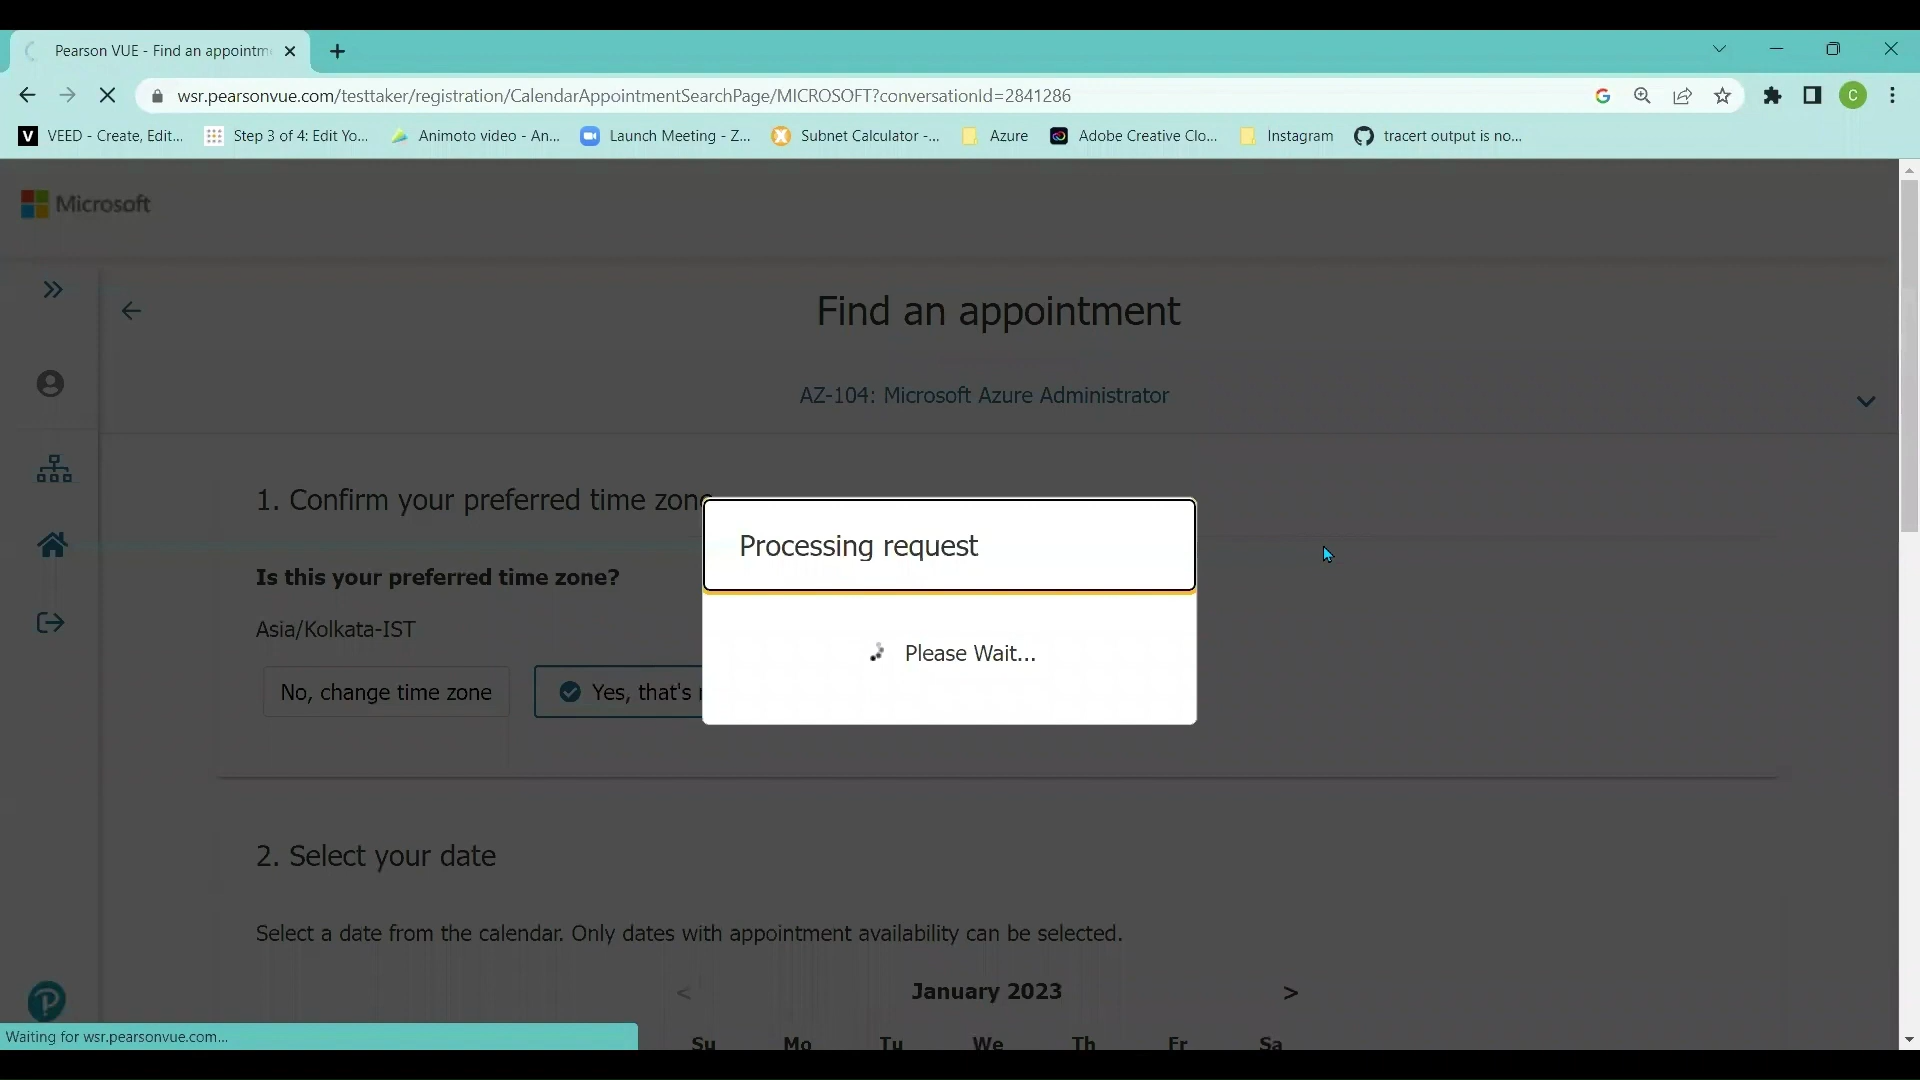 Pearson VUE - Find an appointm
wsr.pearsonvue.com/testtaker/registration/CalendarAppointmentSearchPage/MICROSOFT?conversationId=2841286
VEED - Create, Edit... Step 3 of 4: Edit Yo... Animoto video - An... Launch Meeting - Z... Subnet Calculator -... Azure Adobe Creative Clo... Instagram tracert output is no...
Microsoft
Find an appointment
AZ-104: Microsoft Azure Administrator
1. Confirm your preferred time zone
Processing request
Is this your preferred time zone?
Asia/Kolkata-IST
Please Wait...
No, change time zone Yes, that's
2. Select your date
Select a date from the calendar. Only dates with appointment availability can be selected.
< January 2023 >
Su Mo Tu We Th Fr Sa
Waiting for wsr.pearsonvue.com...